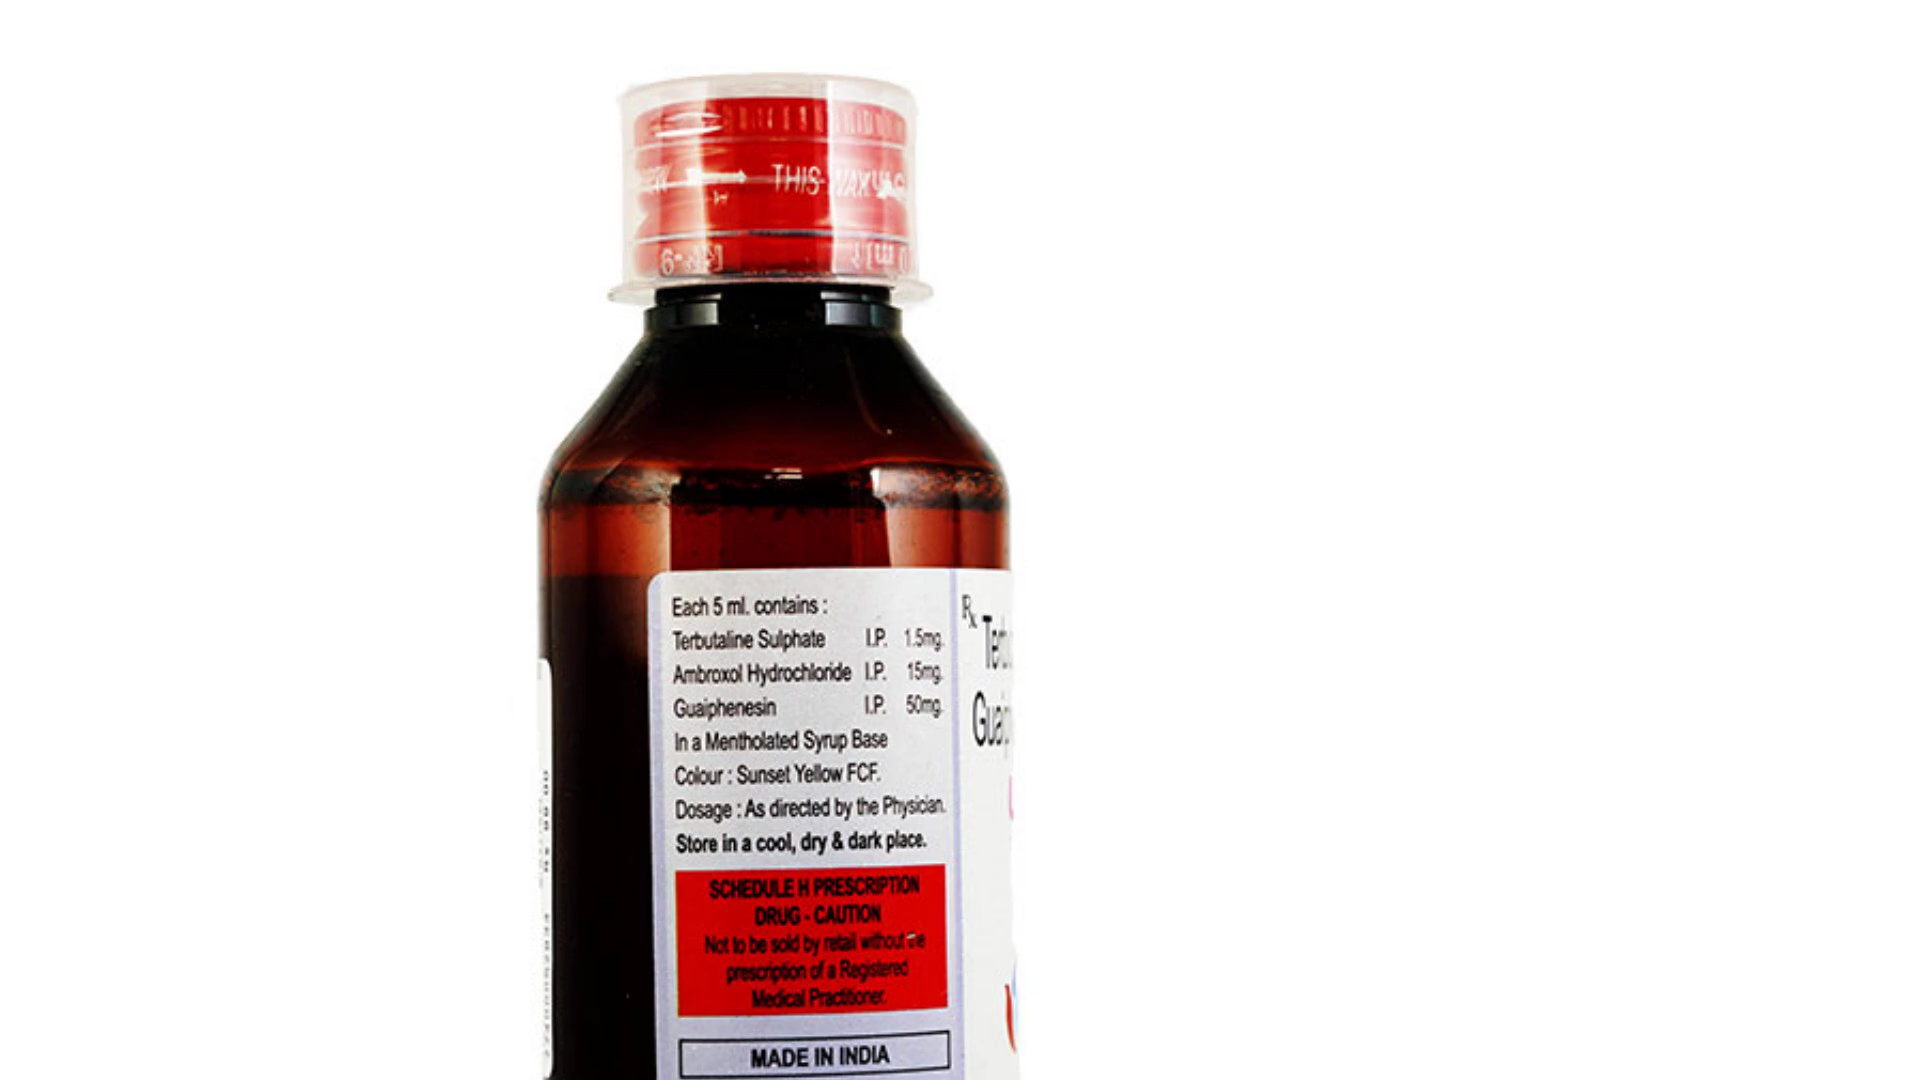 THIS WAY
Each 5 ml. contains :
Terbutaline Sulphate I.P. 1.5mg.
Ambroxol Hydrochloride I.P. 15mg.
Guaiphenesin I.P. 50mg.
In a Mentholated Syrup Base
Colour : Sunset Yellow FCF.
Dosage : As directed by the Physician.
Store in a cool, dry & dark place.
SCHEDULE H PRESCRIPTION
DRUG - CAUTION
Not to be sold by retail without the
prescription of a Registered
Medical Practitioner.
MADE IN INDIA
Rx